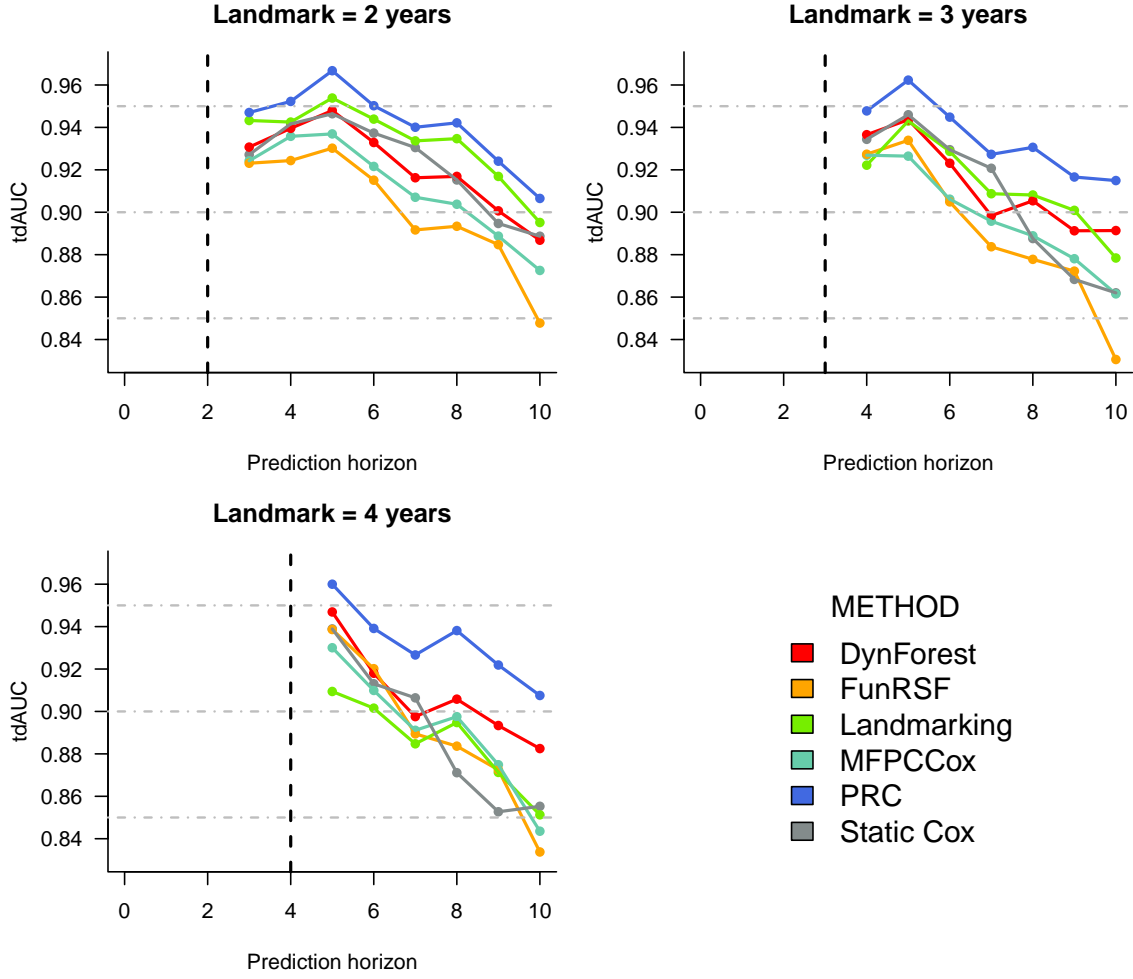 Landmark = 2 years
tdAUC
0.96
0.94
0.92
0.90
0.88
0.86
0.84
0 2 4 6 8 10
Prediction horizon
Landmark = 3 years
tdAUC
0.96
0.94
0.92
0.90
0.88
0.86
0.84
0 2 4 6 8 10
Prediction horizon
Landmark = 4 years
tdAUC
0.96
0.94
0.92
0.90
0.88
0.86
0.84
0 2 4 6 8 10
Prediction horizon
METHOD
DynForest
FunRSF
Landmarking
MFPCCox
PRC
Static Cox